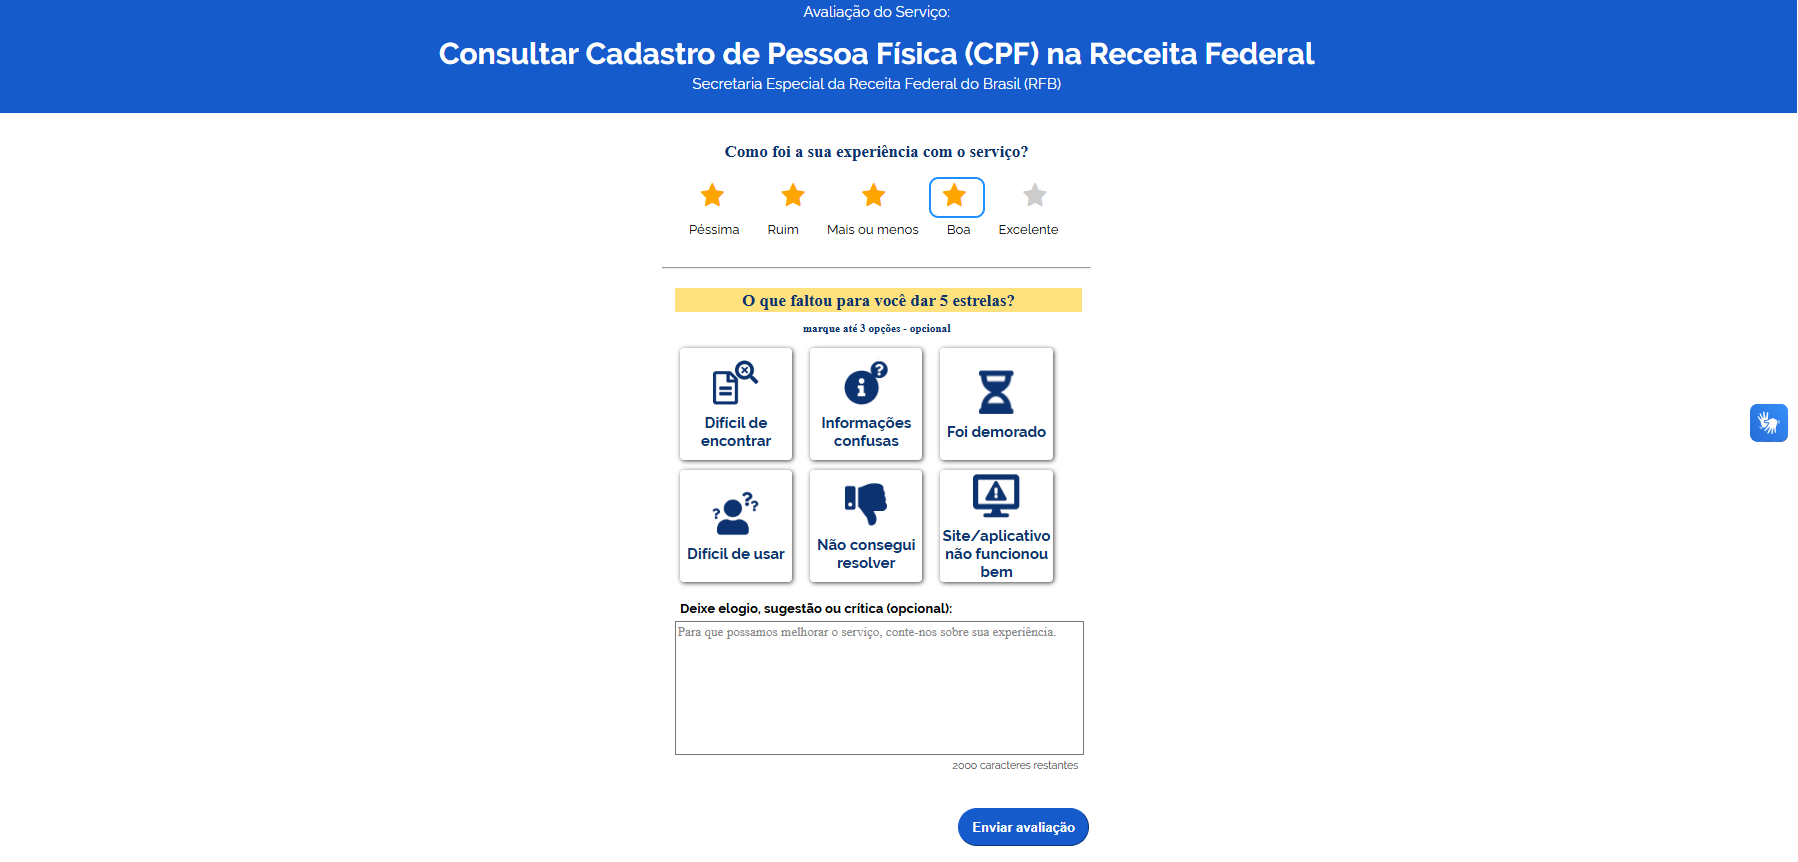 Avaliação do Serviço:
Consultar Cadastro de Pessoa Física (CPF) na Receita Federal
Secretaria Especial da Receita Federal do Brasil (RFB)
Como foi a sua experiência com o serviço?
Péssima Ruim Mais ou menos Boa Excelente
O que faltou para você dar 5 estrelas?
marque até 3 opções - opcional
Difícil de
encontrar
Informações
confusas
Foi demorado
Difícil de usar
Não consegui
resolver
Site/aplicativo
não funcionou
bem
Deixe elogio, sugestão ou crítica (opcional):
Para que possamos melhorar o serviço, conte-nos sobre sua experiência.
2000 caracteres restantes
Enviar avaliação